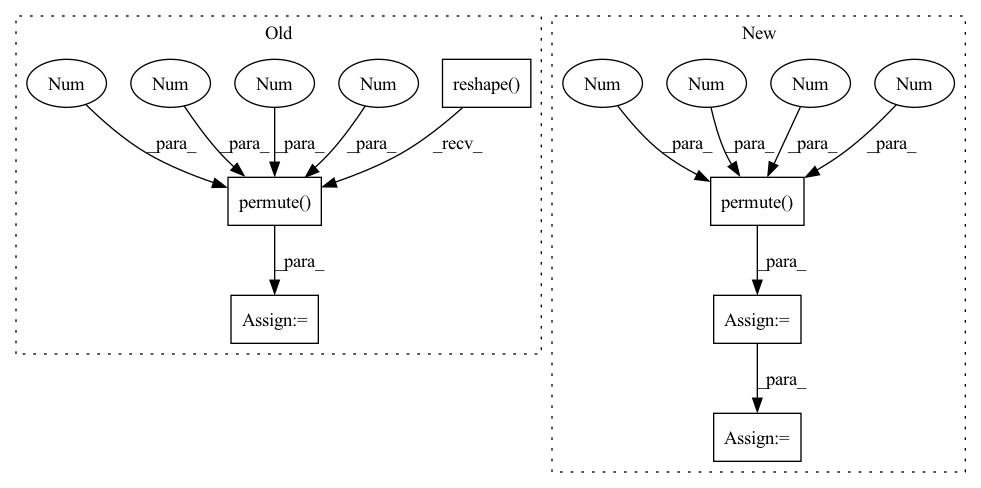 Old
New
Num
Num
Num
Num
reshape()
Num
Num
Num
Num
_para_
_para_
_para_
_para_
_recv_
_para_
_para_
_para_
_para_
permute()
permute()
_para_
_para_
Assign:=
Assign:=
_para_
Assign:=